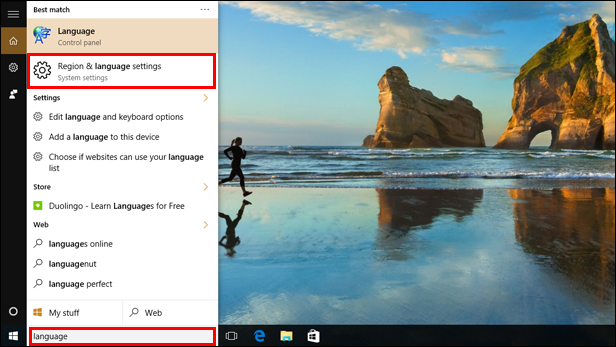 Best match
...
Language
Control panel
Region & language settings
System settings
Settings
Edit language and keyboard options
Add a language to this device
Choose if websites can use your language
list
Store
Duolingo - Learn Languages for Free
Web
languages online
languagenut
language perfect
My stuff
Web
language